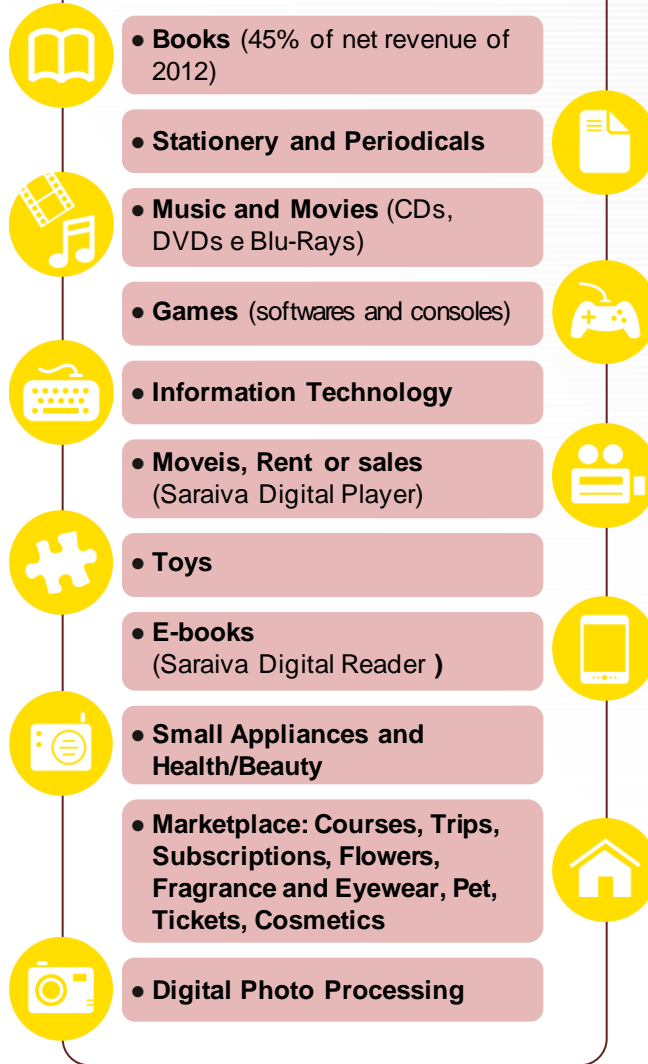 ● Books (45% of net revenue of
2012)
● Stationery and Periodicals
● Music and Movies (CDs,
DVDs e Blu-Rays)
● Games (softwares and consoles)
● Information Technology
● Moveis, Rent or sales
(Saraiva Digital Player)
● Toys
● E-books
(Saraiva Digital Reader )
● Small Appliances and
Health/Beauty
● Marketplace: Courses, Trips,
Subscriptions, Flowers,
Fragrance and Eyewear, Pet,
Tickets, Cosmetics
● Digital Photo Processing